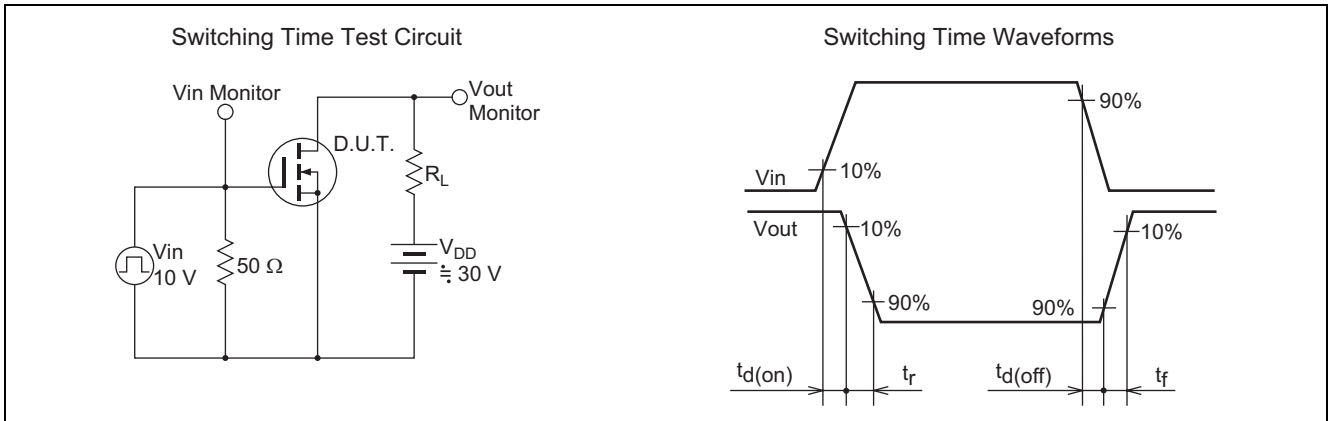 Switching Time Test Circuit
Vin Monitor
Vout
Monitor
D.U.T.
RL
Vin
10 V
50 Ω
VDD
≒ 30 V
Switching Time Waveforms
90%
10%
Vin
Vout
10%
10%
90%
90%
td(on)
tr
td(off)
tf